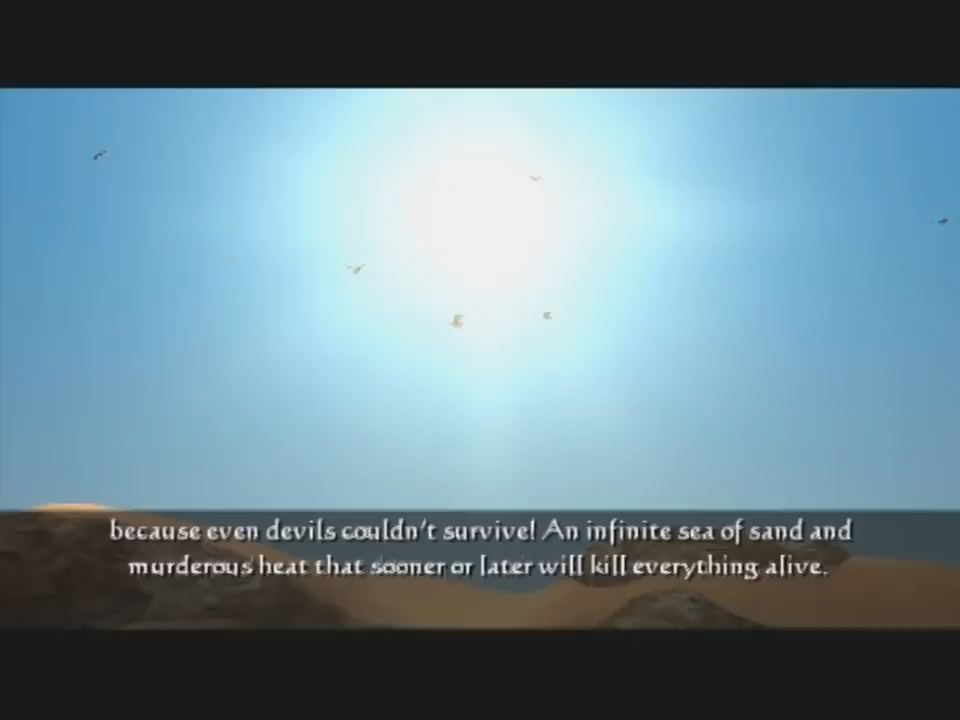 because even devils couldn't survive! An infinite sea of sand and
murderous heat that sooner or later will kill everything alive.